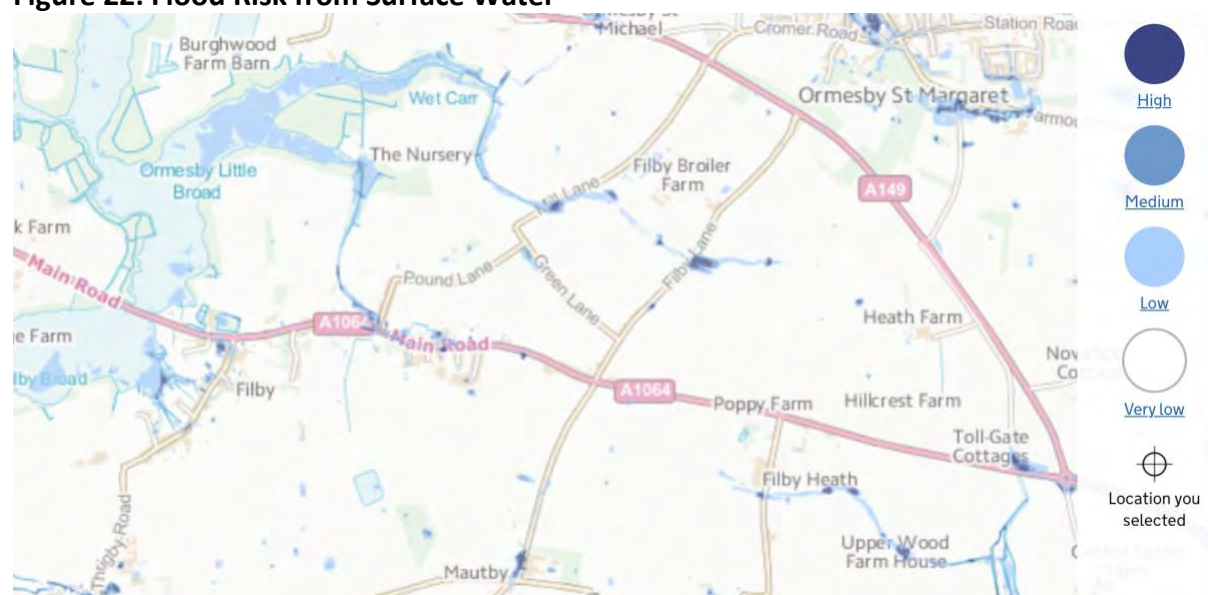 Figure 22: Flood Risk from Surface Water
Michael
Cromer Road
Station Road
Burghwood
Farm Barn
Wet Carr
Ormesby St Margaret
The Nursery
Filby Broiler
Farm
Ormesby Little
Broad
A149
Mill Lane
k Farm
Main Road
Pound Lane
Green Lane
Filby Lane
A1064
Main Road
Heath Farm
e Farm
lby Broad
Filby
A1064
Poppy Farm
Hillcrest Farm
Toll-Gate
Cottages
Filby Heath
Thrigby Road
Upper Wood
Farm House
Mautby
High
Medium
Low
Very low
Location you
selected